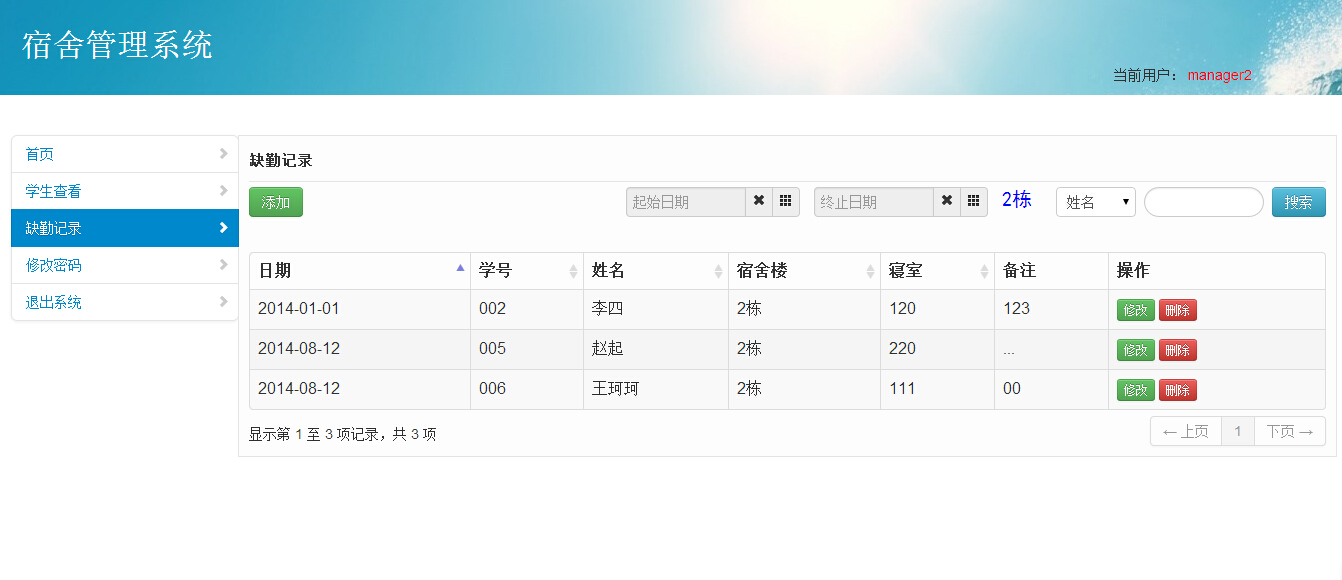 宿舍管理系统
当前用户： manager2
首页
学生查看
缺勤记录
修改密码
退出系统
缺勤记录
添加 起始日期 终止日期 2栋 姓名 搜索
日期 学号 姓名 宿舍楼 寝室 备注 操作
2014-01-01 002 李四 2栋 120 123 修改 删除
2014-08-12 005 赵起 2栋 220 ... 修改 删除
2014-08-12 006 王珂珂 2栋 111 00 修改 删除
显示第 1 至 3 项记录，共 3 项 ← 上页 1 下页 →